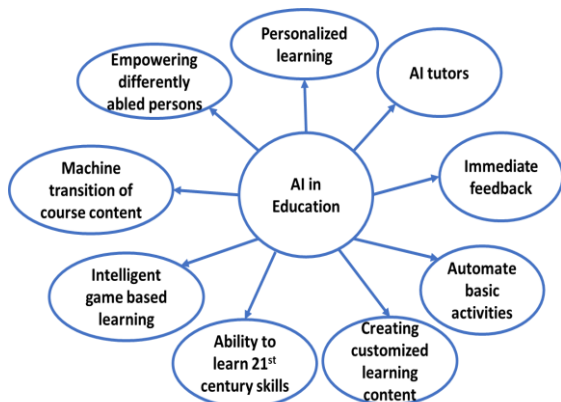 Personalized
learning
AI tutors
Immediate
feedback
Automate
basic
activities
Creating
customized
learning
content
Ability to
learn 21st
century skills
Intelligent
game based
learning
Machine
transition of
course content
Empowering
differently
abled persons
AI in
Education